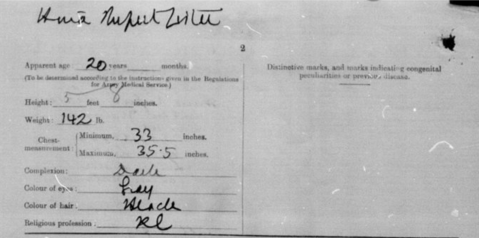 Rupert
2
Apparent age 20 years months
(To be determined according to the instructions given in the Regulations
for Army Medical Service.)
Height: 5 feet 8 inches.
Weight: 142 lb.
Chest measurement: Minimum, 33 inches.
Maximum, 35.5 inches.
Complexion: Dark
Colour of eyes: Gray
Colour of hair: Black
Religious profession: RC
Distinctive marks, and marks indicating congenital
peculiarities or previous disease.